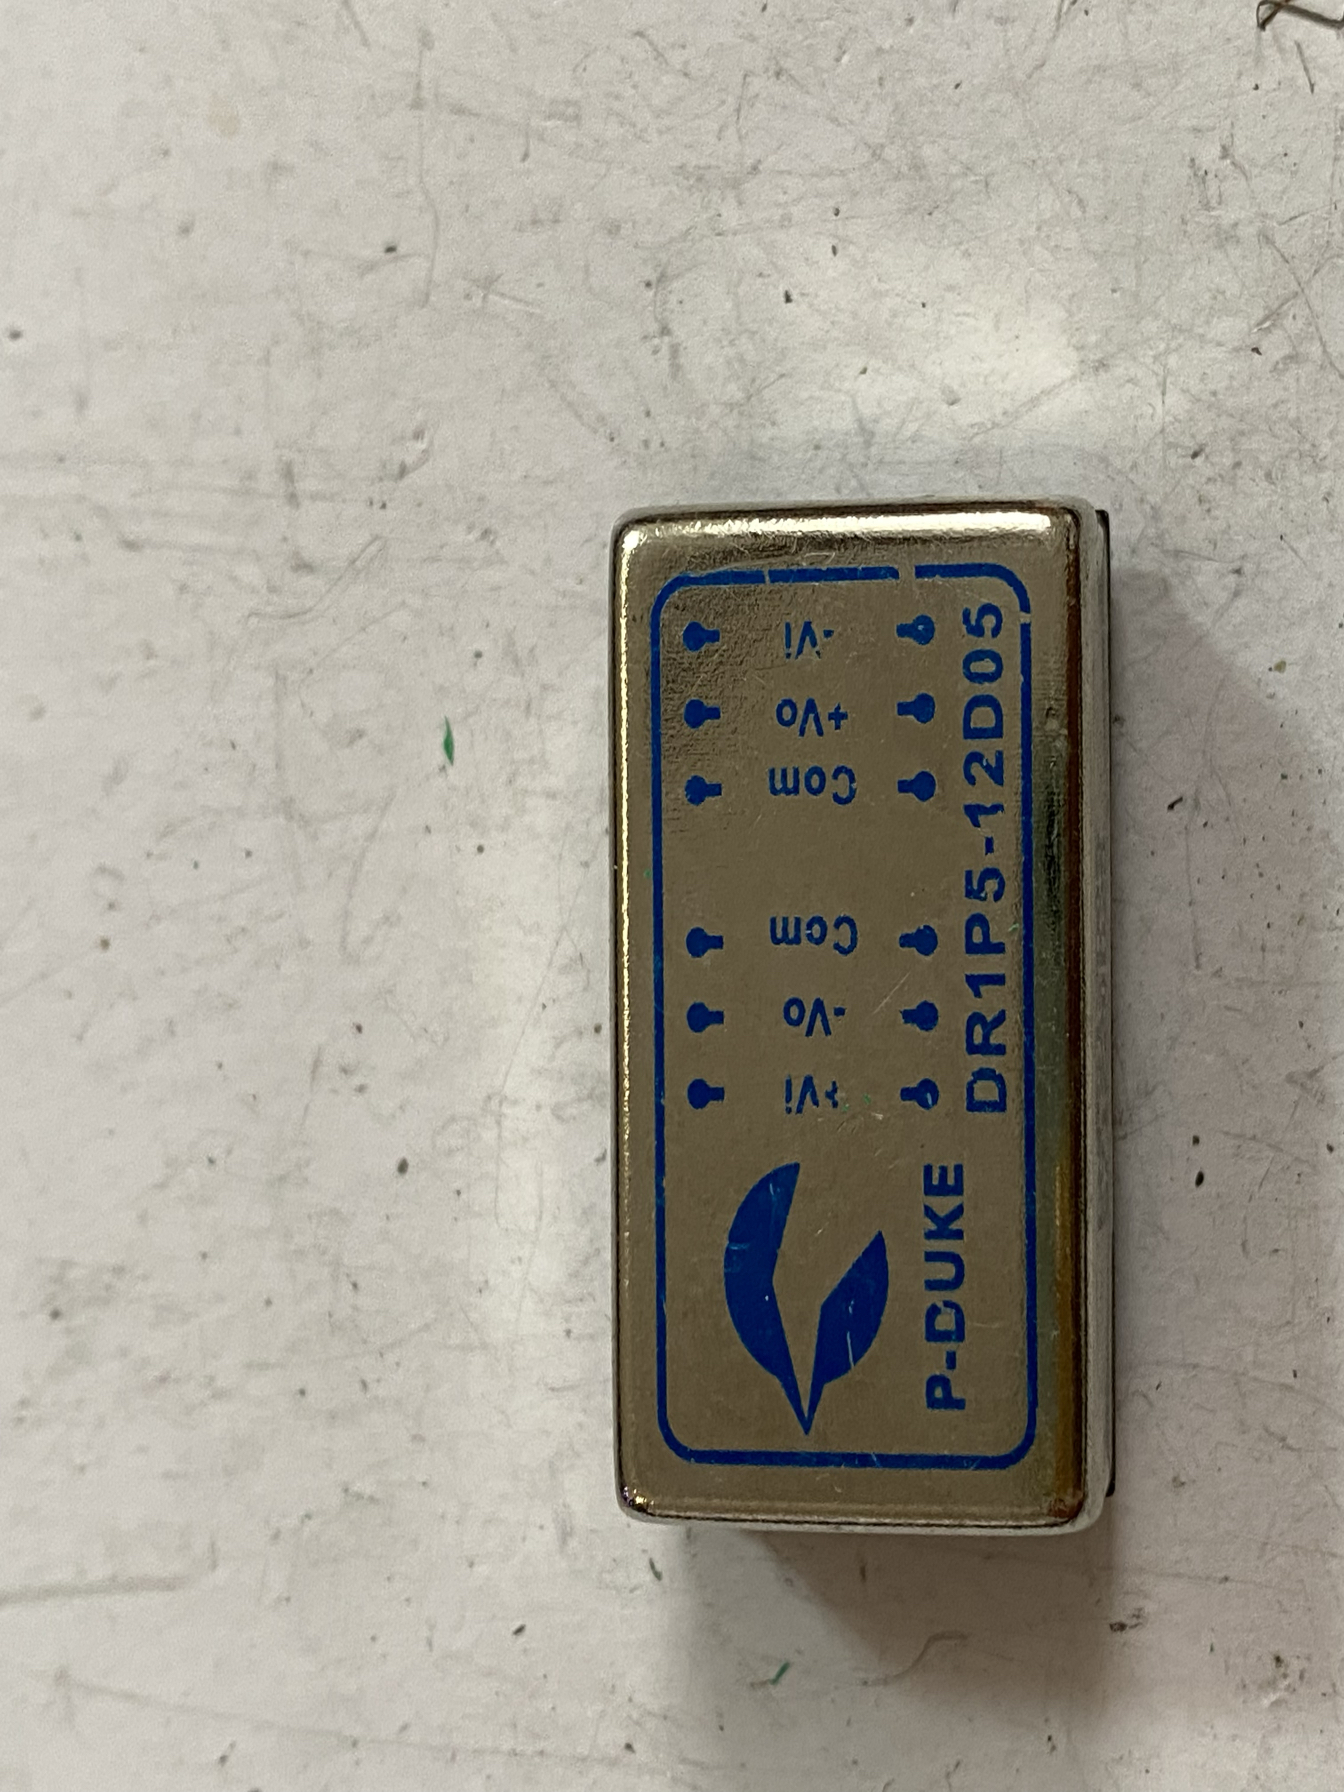 P-DUKE
DR1P5-12D05
+Vi
-Vo
Com
Com
+Vo
-Vi